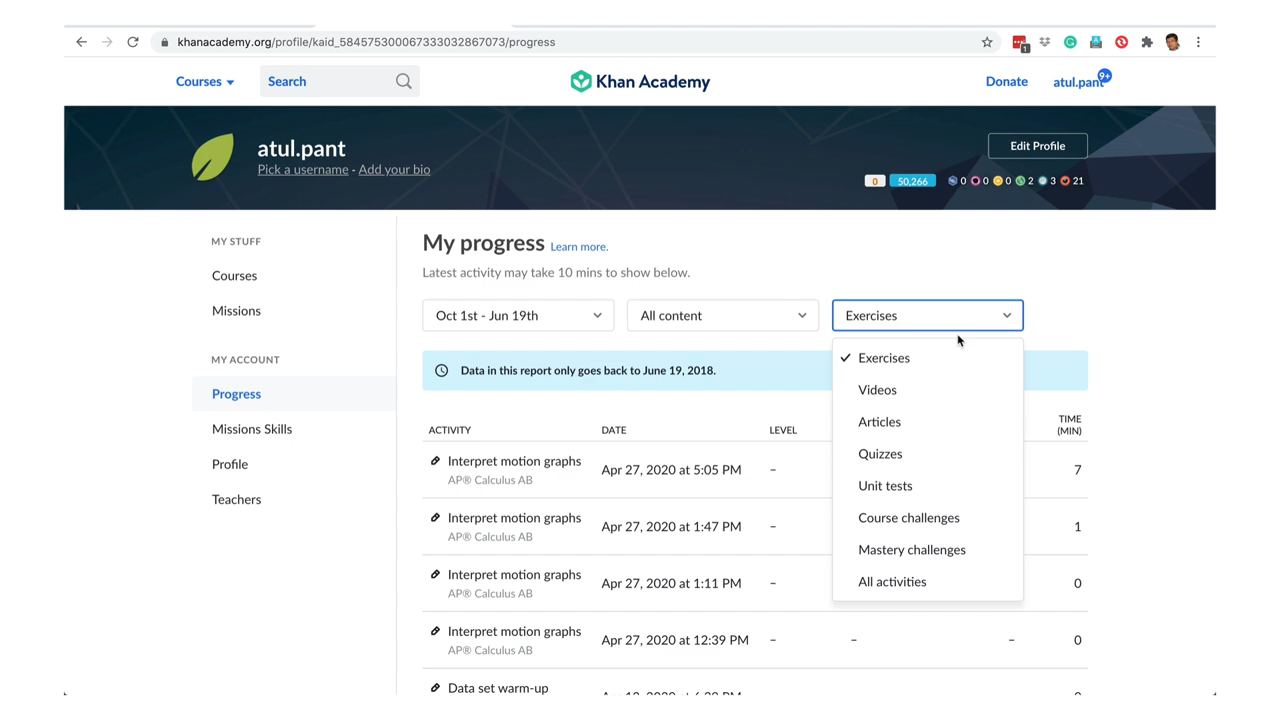 khanacademy.org/profile/kaid_584575300067333032867073/progress
1
Courses
Search
Khan Academy
Donate
atul.pant
9+
atul.pant
Pick a username - Add your bio
Edit Profile
0 50,266 0 0 0 2 3 21
MY STUFF
Courses
Missions
MY ACCOUNT
Progress
Missions Skills
Profile
Teachers
My progress Learn more.
Latest activity may take 10 mins to show below.
Oct 1st - Jun 19th
All content
Exercises
Exercises
Videos
Articles
Quizzes
Unit tests
Course challenges
Mastery challenges
All activities
Data in this report only goes back to June 19, 2018.
ACTIVITY DATE LEVEL TIME (MIN)
Interpret motion graphs Apr 27, 2020 at 5:05 PM – 7
AP® Calculus AB
Interpret motion graphs Apr 27, 2020 at 1:47 PM – 1
AP® Calculus AB
Interpret motion graphs Apr 27, 2020 at 1:11 PM – 0
AP® Calculus AB
Interpret motion graphs Apr 27, 2020 at 12:39 PM – – – 0
AP® Calculus AB
Data set warm-up